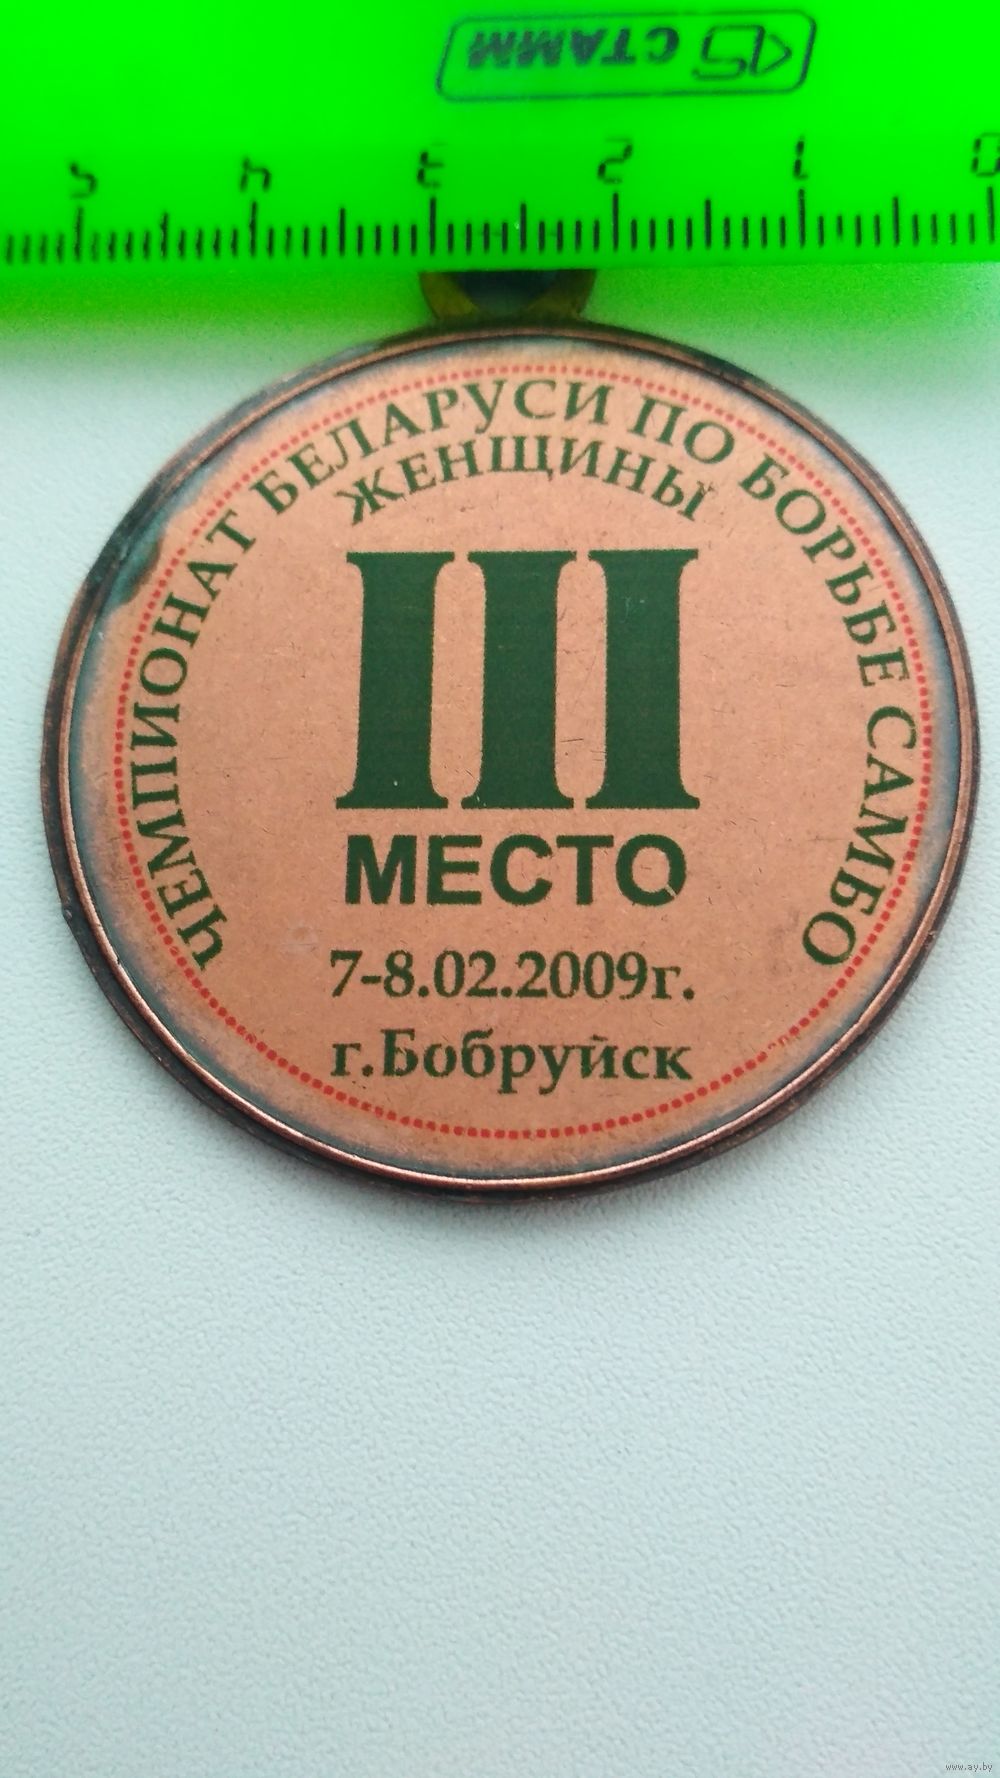 СТАММ
0 1 2 3 4 5
ЧЕМПИОНАТ БЕЛАРУСИ ПО БОРЬБЕ САМБО
ЖЕНЩИНЫ
III
МЕСТО
7-8.02.2009г.
г.Бобруйск
www.ay.by